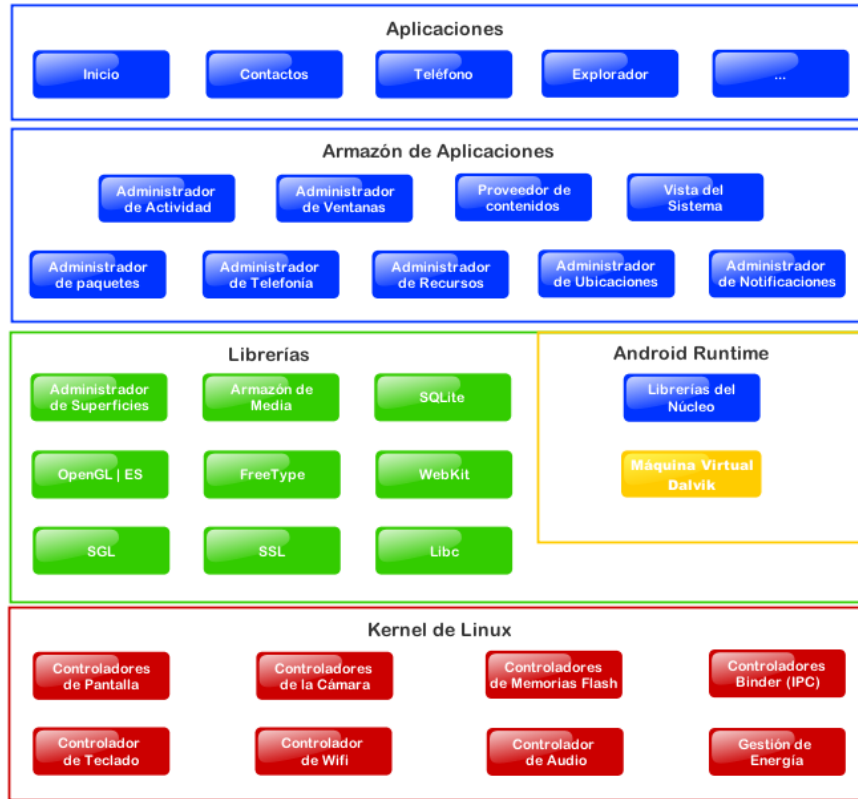 Aplicaciones
Inicio
Contactos
Teléfono
Explorador
...
Armazón de Aplicaciones
Administrador
de Actividad
Administrador
de Ventanas
Proveedor de
contenidos
Vista del
Sistema
Administrador
de paquetes
Administrador
de Telefonía
Administrador
de Recursos
Administrador
de Ubicaciones
Administrador
de Notificaciones
Librerías
Administrador
de Superficies
Armazón de
Media
SQLite
OpenGL | ES
FreeType
WebKit
SGL
SSL
Libc
Android Runtime
Librerías del
Núcleo
Máquina Virtual
Dalvik
Kernel de Linux
Controladores
de Pantalla
Controladores
de la Cámara
Controladores
de Memorias Flash
Controladores
Binder (IPC)
Controlador
de Teclado
Controlador
de Wifi
Controlador
de Audio
Gestión de
Energía